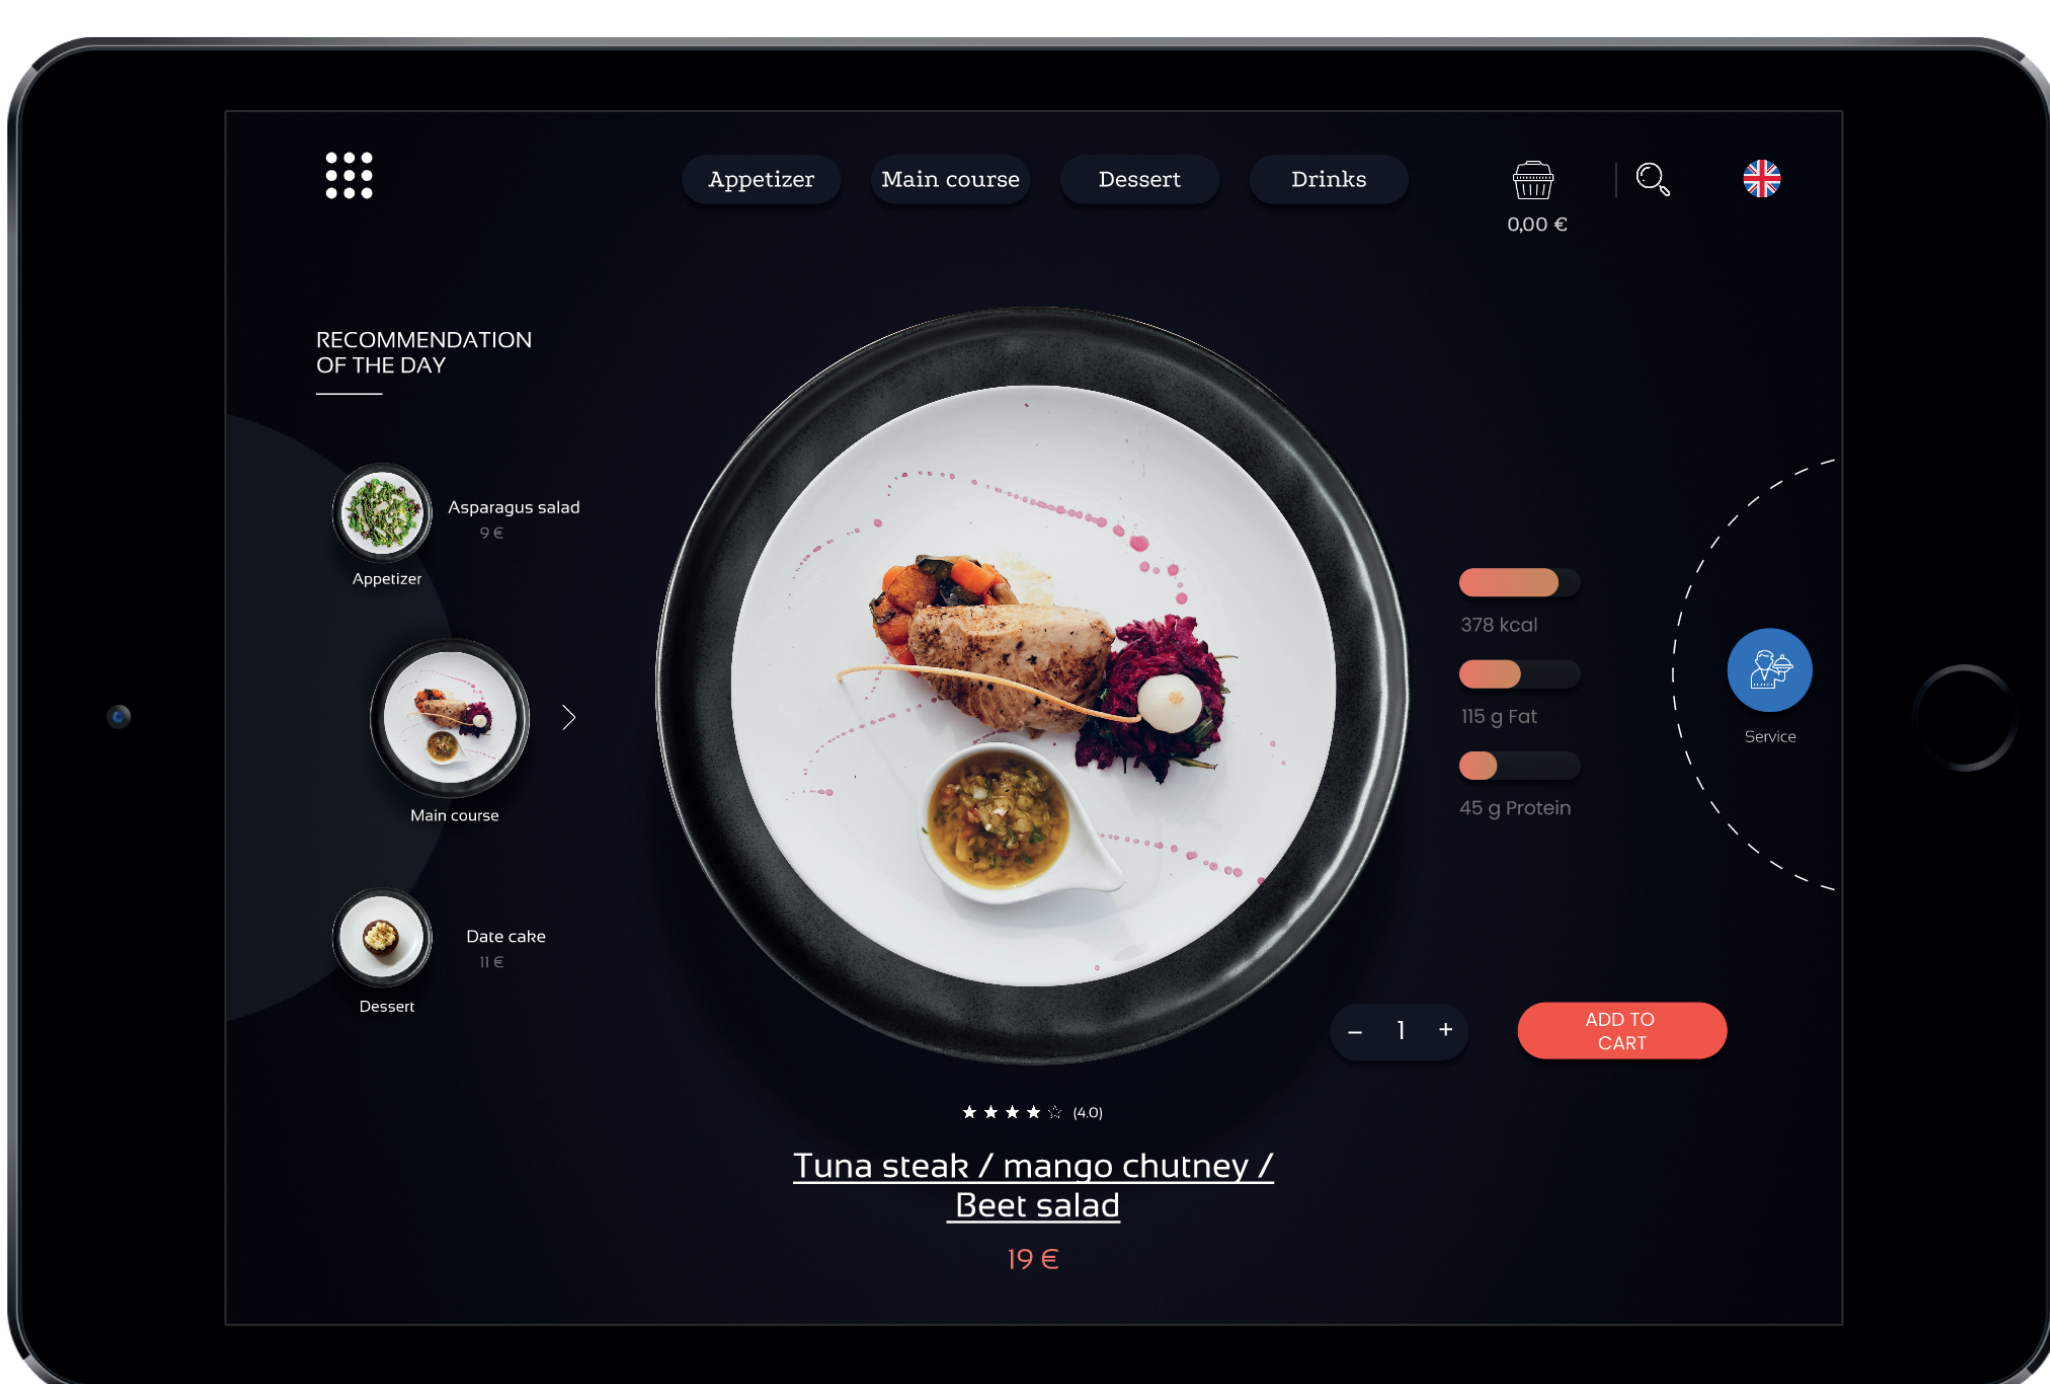 Appetizer
Main course
Dessert
Drinks
0,00 €
RECOMMENDATION
OF THE DAY
Asparagus salad
9 €
Appetizer
Main course
Date cake
11 €
Dessert
378 kcal
115 g Fat
45 g Protein
Service
– 1 +
ADD TO
CART
(4.0)
Tuna steak / mango chutney /
Beet salad
19 €